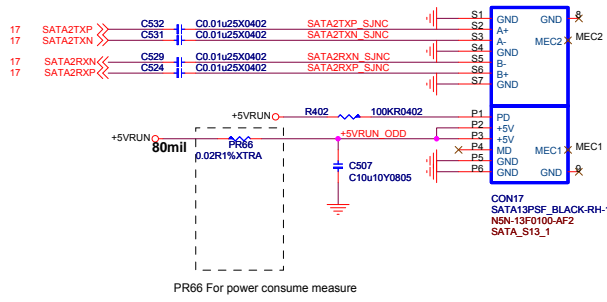 17 SATA2TXP C532 C0.01u25X0402 SATA2TXP_SJNC
17 SATA2TXN C531 C0.01u25X0402 SATA2TXN_SJNC
17 SATA2RXN C529 C0.01u25X0402 SATA2RXN_SJNC
17 SATA2RXP C524 C0.01u25X0402 SATA2RXP_SJNC
S1 GND GND 8
S2 A+
S3 A- MEC2 MEC2
S4 GND
S5 B-
S6 B+
S7 GND
+5VRUN R402 100KR0402 P1 PD
P2 +5V
+5VRUN 80mil PR66 +5VRUN_ODD P3 +5V
0.02R1%XTRA
P4 MD MEC1 MEC1
P5 GND
P6 GND GND 9
C507
C10u10Y0805
CON17
SATA13PSF_BLACK-RH-1
N5N-13F0100-AF2
SATA_S13_1
PR66 For power consume measure